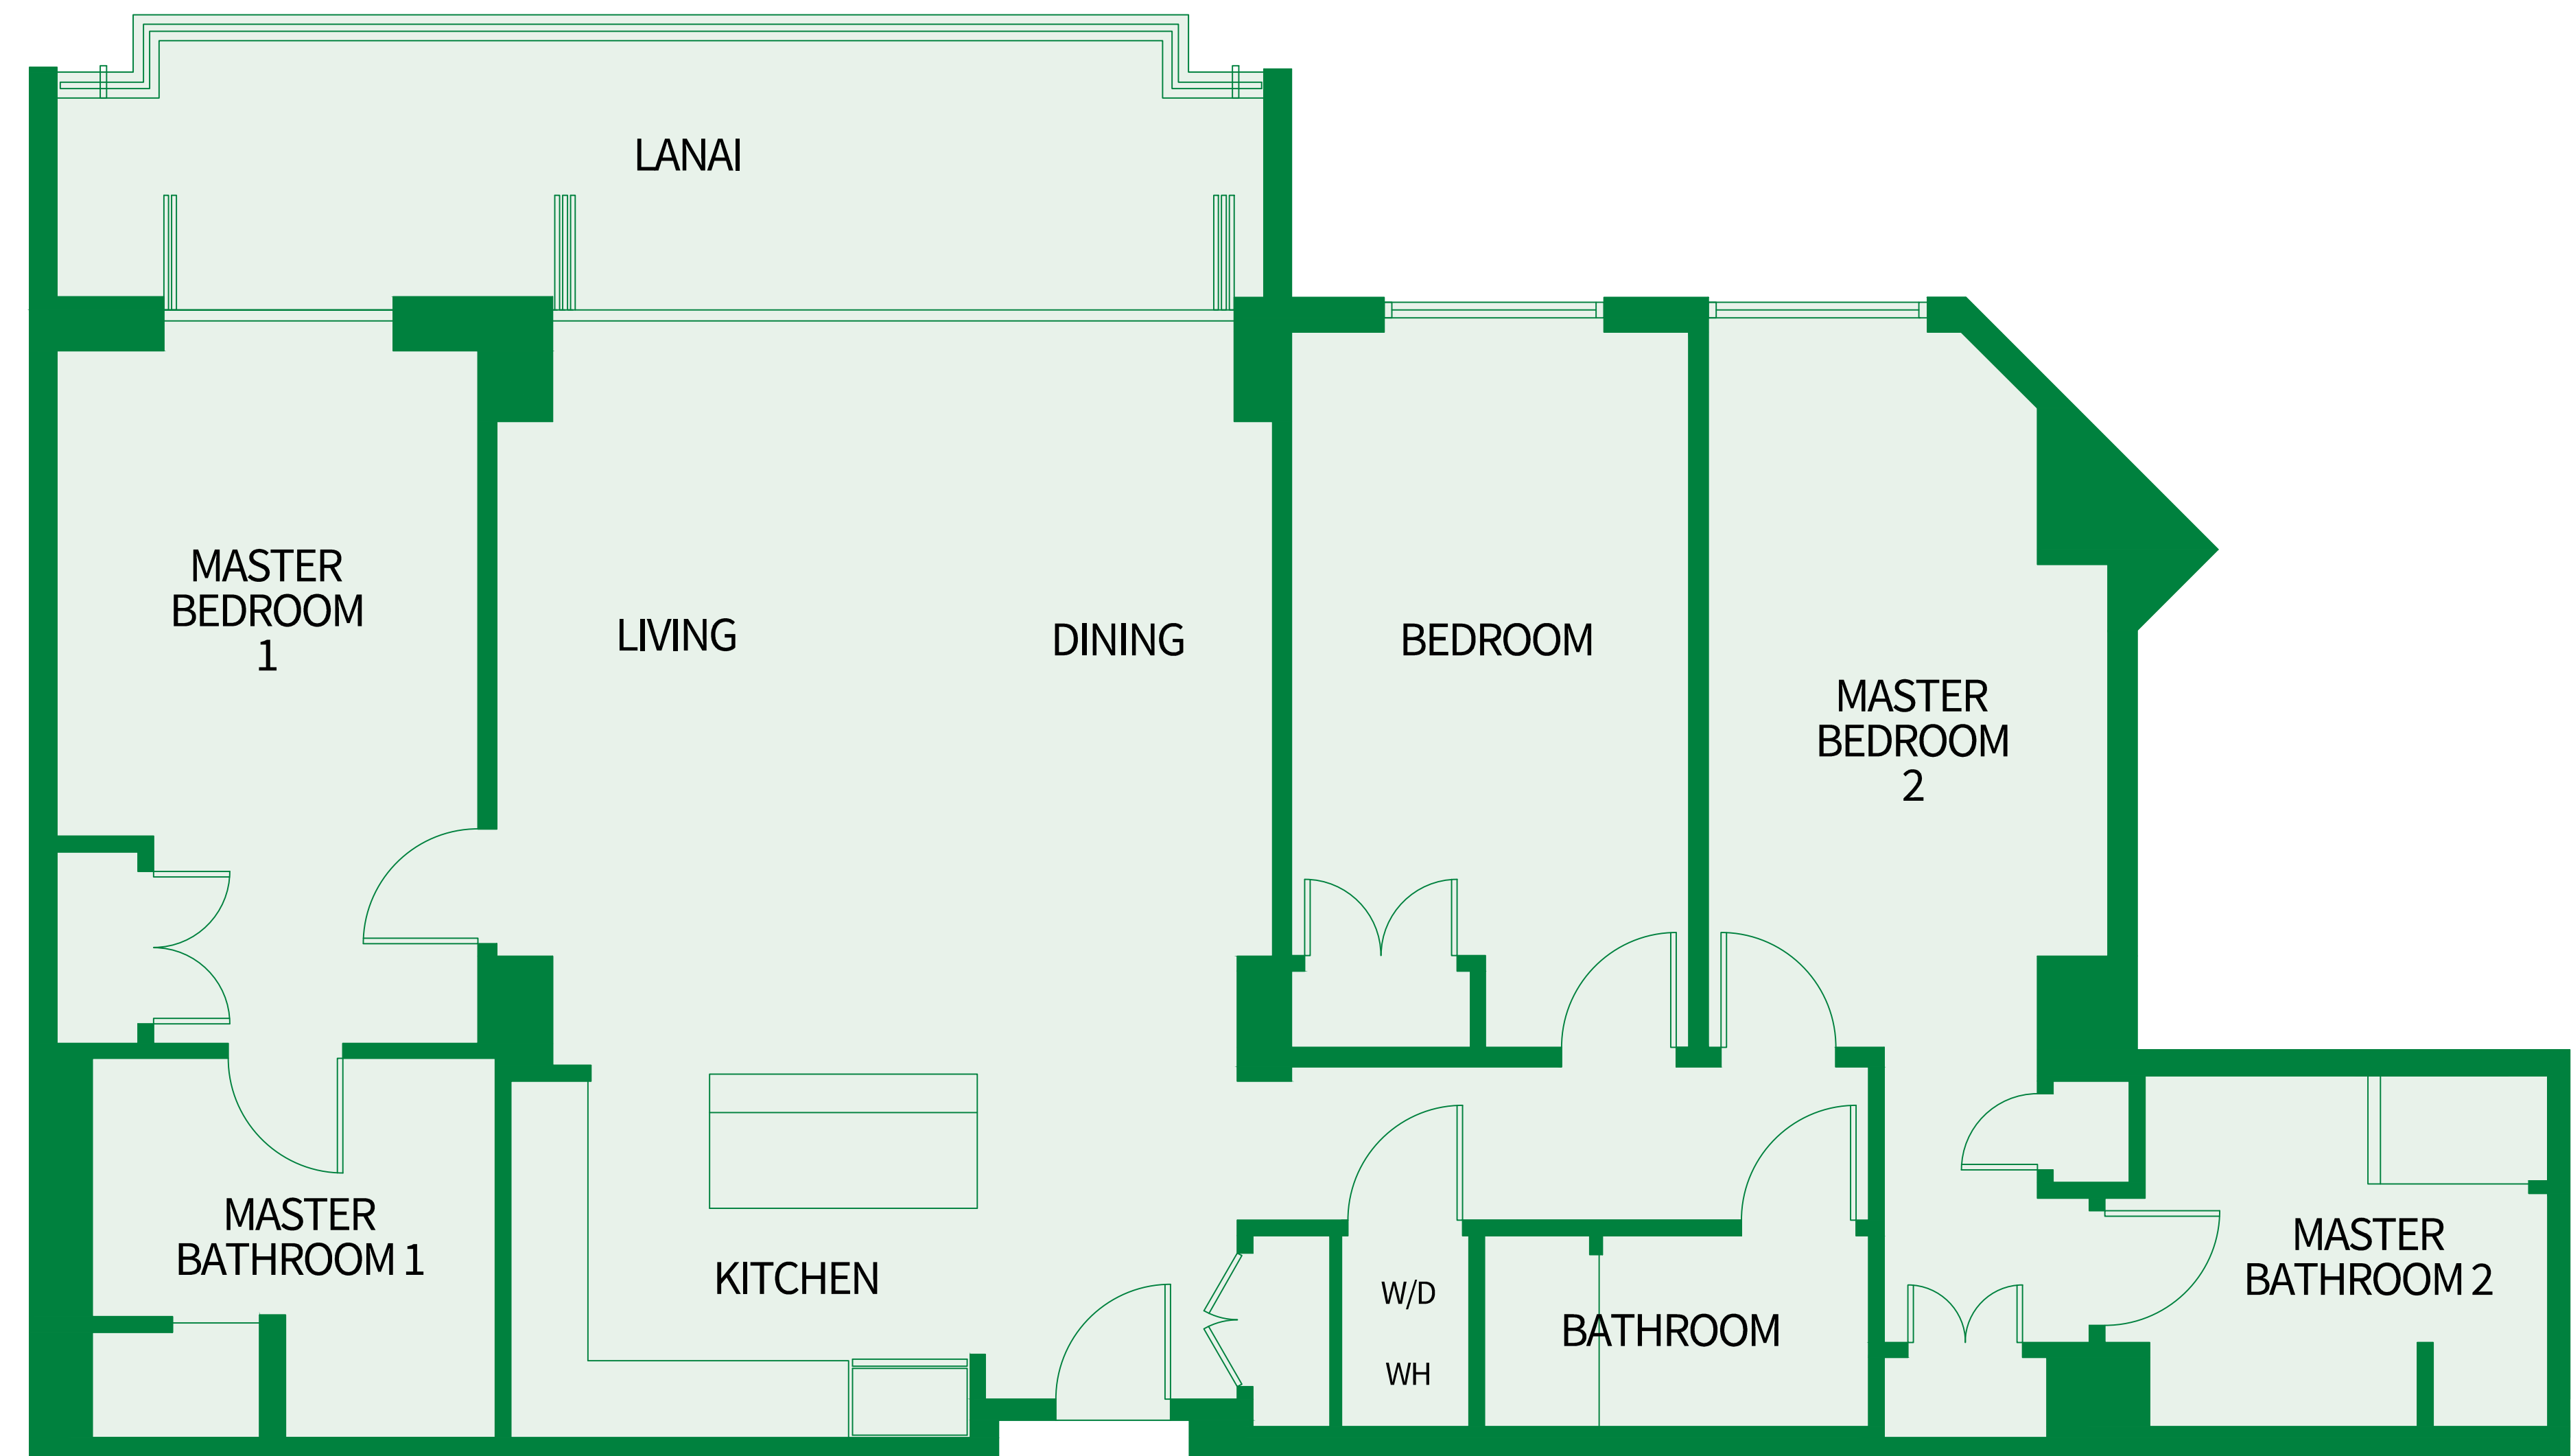 LANAI
MASTER
BEDROOM
1
LIVING
DINING
BEDROOM
MASTER
BEDROOM
2
MASTER
BATHROOM 1
KITCHEN
W/D
WH
BATHROOM
MASTER
BATHROOM 2